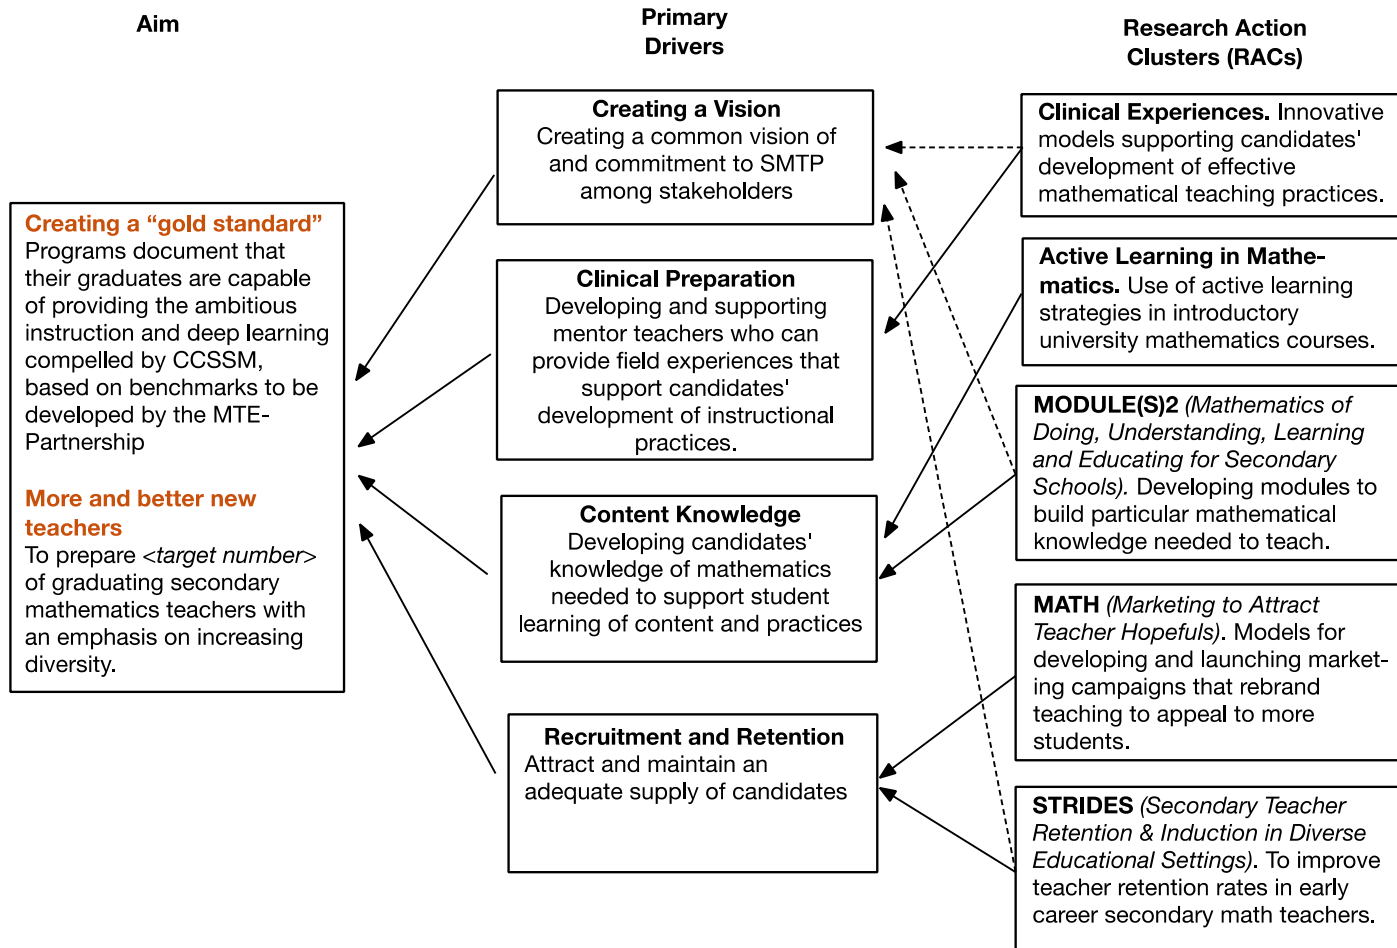 Aim
Primary
Drivers
Research Action
Clusters (RACs)
Creating a “gold standard”
Programs document that
their graduates are capable
of providing the ambitious
instruction and deep learning
compelled by CCSSM,
based on benchmarks to be
developed by the MTE-
Partnership
More and better new
teachers
To prepare <target number>
of graduating secondary
mathematics teachers with
an emphasis on increasing
diversity.
Creating a Vision
Creating a common vision of
and commitment to SMTP
among stakeholders
Clinical Preparation
Developing and supporting
mentor teachers who can
provide field experiences that
support candidates'
development of instructional
practices.
Content Knowledge
Developing candidates'
knowledge of mathematics
needed to support student
learning of content and practices
Recruitment and Retention
Attract and maintain an
adequate supply of candidates
Clinical Experiences. Innovative
models supporting candidates'
development of effective
mathematical teaching practices.
Active Learning in Mathe-
matics. Use of active learning
strategies in introductory
university mathematics courses.
MODULE(S)2 (Mathematics of
Doing, Understanding, Learning
and Educating for Secondary
Schools). Developing modules to
build particular mathematical
knowledge needed to teach.
MATH (Marketing to Attract
Teacher Hopefuls). Models for
developing and launching market-
ing campaigns that rebrand
teaching to appeal to more
students.
STRIDES (Secondary Teacher
Retention & Induction in Diverse
Educational Settings). To improve
teacher retention rates in early
career secondary math teachers.